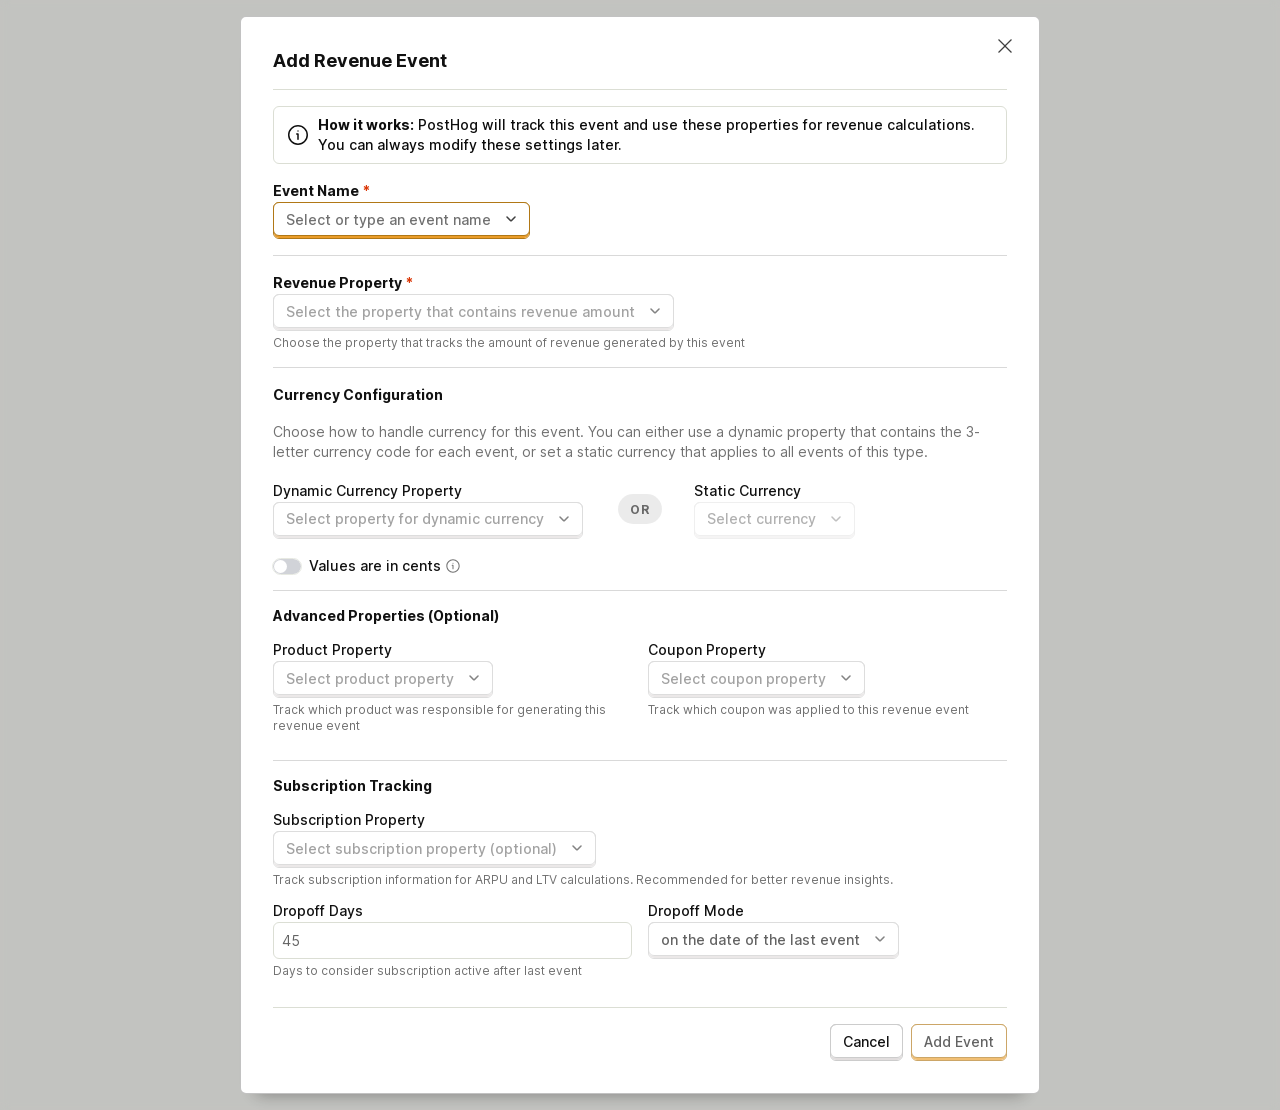 Add Revenue Event
How it works: PostHog will track this event and use these properties for revenue calculations.
You can always modify these settings later.
Event Name *
Select or type an event name
Revenue Property *
Select the property that contains revenue amount
Choose the property that tracks the amount of revenue generated by this event
Currency Configuration
Choose how to handle currency for this event. You can either use a dynamic property that contains the 3-
letter currency code for each event, or set a static currency that applies to all events of this type.
Dynamic Currency Property
Select property for dynamic currency
OR
Static Currency
Select currency
Values are in cents
Advanced Properties (Optional)
Product Property
Select product property
Track which product was responsible for generating this
revenue event
Coupon Property
Select coupon property
Track which coupon was applied to this revenue event
Subscription Tracking
Subscription Property
Select subscription property (optional)
Track subscription information for ARPU and LTV calculations. Recommended for better revenue insights.
Dropoff Days
45
Days to consider subscription active after last event
Dropoff Mode
on the date of the last event
Cancel
Add Event